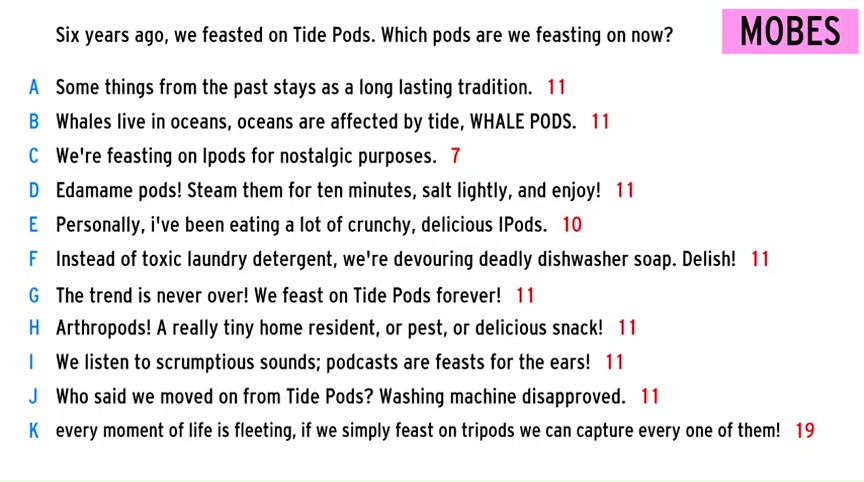 Six years ago, we feasted on Tide Pods. Which pods are we feasting on now?
MOBES
A Some things from the past stays as a long lasting tradition. 11
B Whales live in oceans, oceans are affected by tide, WHALE PODS. 11
C We're feasting on Ipods for nostalgic purposes. 7
D Edamame pods! Steam them for ten minutes, salt lightly, and enjoy! 11
E Personally, i've been eating a lot of crunchy, delicious IPods. 10
F Instead of toxic laundry detergent, we're devouring deadly dishwasher soap. Delish! 11
G The trend is never over! We feast on Tide Pods forever! 11
H Arthropods! A really tiny home resident, or pest, or delicious snack! 11
I We listen to scrumptious sounds; podcasts are feasts for the ears! 11
J Who said we moved on from Tide Pods? Washing machine disapproved. 11
K every moment of life is fleeting, if we simply feast on tripods we can capture every one of them! 19